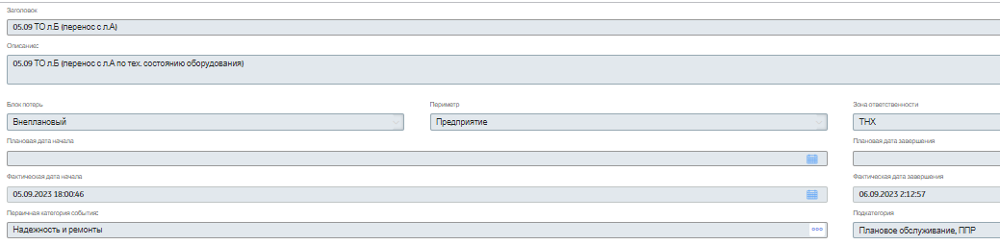 Заголовок
05.09 ТО л.Б (перенос с л.А)
Описание:
05.09 ТО л.Б (перенос с л.А по тех. состоянию оборудования)
Блок потерь Периметр Зона ответственности
Внеплановый Предприятие ТНХ
Плановая дата начала Плановая дата завершения
Фактическая дата начала Фактическая дата завершения
05.09.2023 18:00:46 06.09.2023 2:12:57
Первичная категория события: Подкатегория
Надежность и ремонты Плановое обслуживание, ППР